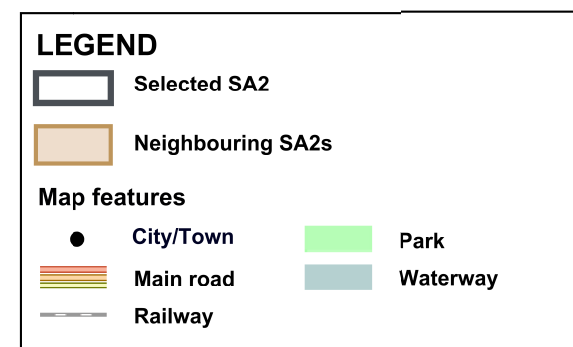 LEGEND
Selected SA2
Neighbouring SA2s
Map features
City/Town
Main road
Railway
Park
Waterway